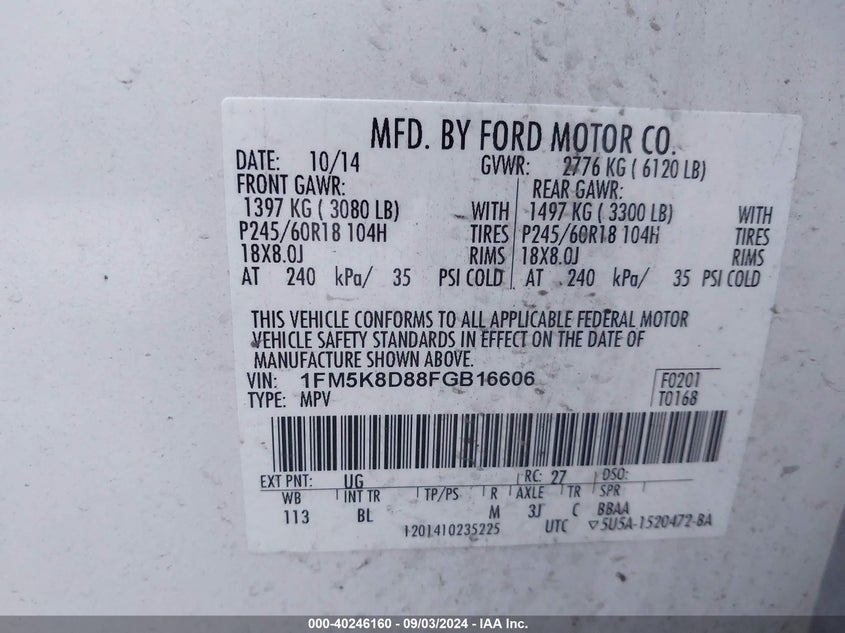 MFD. BY FORD MOTOR CO.
DATE: 10/14 GVWR: 2776 KG ( 6120 LB)
FRONT GAWR: REAR GAWR:
1397 KG ( 3080 LB) WITH 1497 KG ( 3300 LB) WITH
P245/60R18 104H TIRES P245/60R18 104H TIRES
18X8.0J RIMS 18X8.0J RIMS
AT 240 kPa/ 35 PSI COLD AT 240 kPa/ 35 PSI COLD
THIS VEHICLE CONFORMS TO ALL APPLICABLE FEDERAL MOTOR
VEHICLE SAFETY STANDARDS IN EFFECT ON THE DATE OF
MANUFACTURE SHOWN ABOVE.
VIN: 1FM5K8D88FGB16606 F0201
TYPE: MPV T0168
EXT PNT: UG RC: 27 DSO:
WB INT TR TP/PS R AXLE TR SPR
113 BL M 3J C BBAA
1201410235225 UTC ▽5U5A-1520472-BA
000-40246160 - 09/03/2024 - IAA Inc.